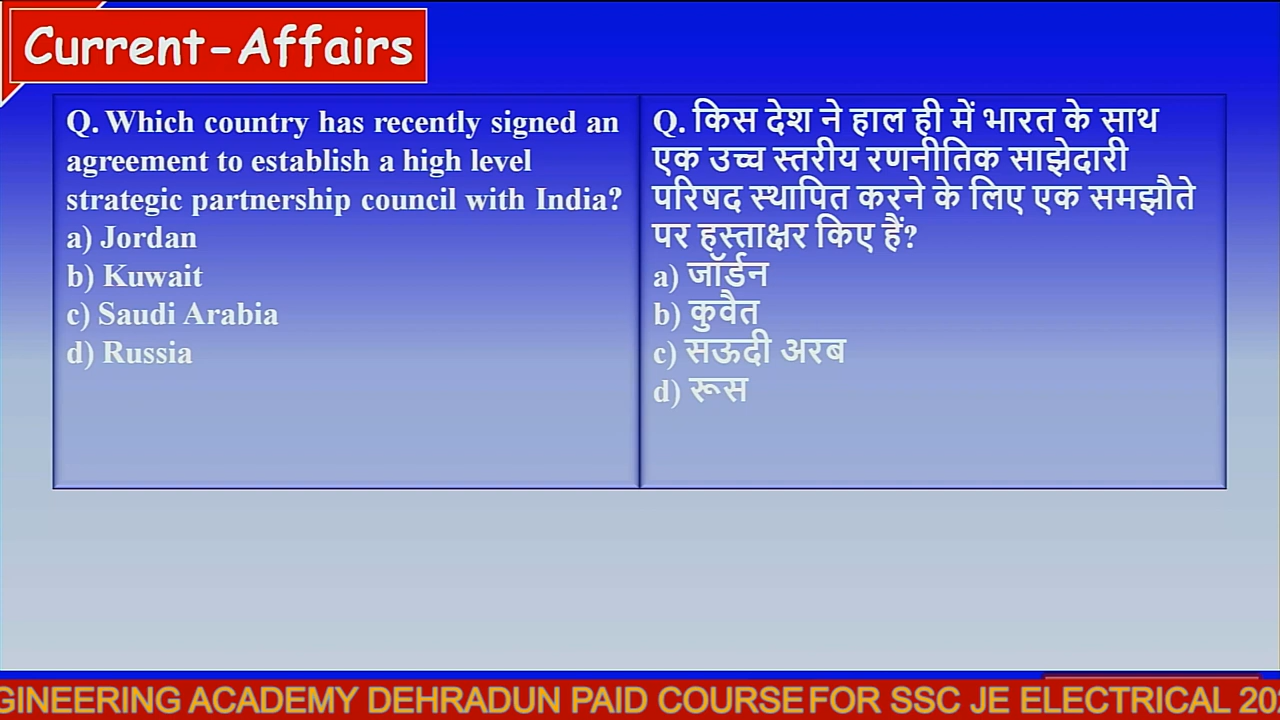 Current-Affairs
Q. Which country has recently signed an
agreement to establish a high level
strategic partnership council with India?
a) Jordan
b) Kuwait
c) Saudi Arabia
d) Russia
Q. किस देश ने हाल ही में भारत के साथ
एक उच्च स्तरीय रणनीतिक साझेदारी
परिषद स्थापित करने के लिए एक समझौते
पर हस्ताक्षर किए हैं?
a) जॉर्डन
b) कुवैत
c) सऊदी अरब
d) रूस
ACADEMY DEHRADUN PAID COURSE FOR SSC JE ELECTRICAL